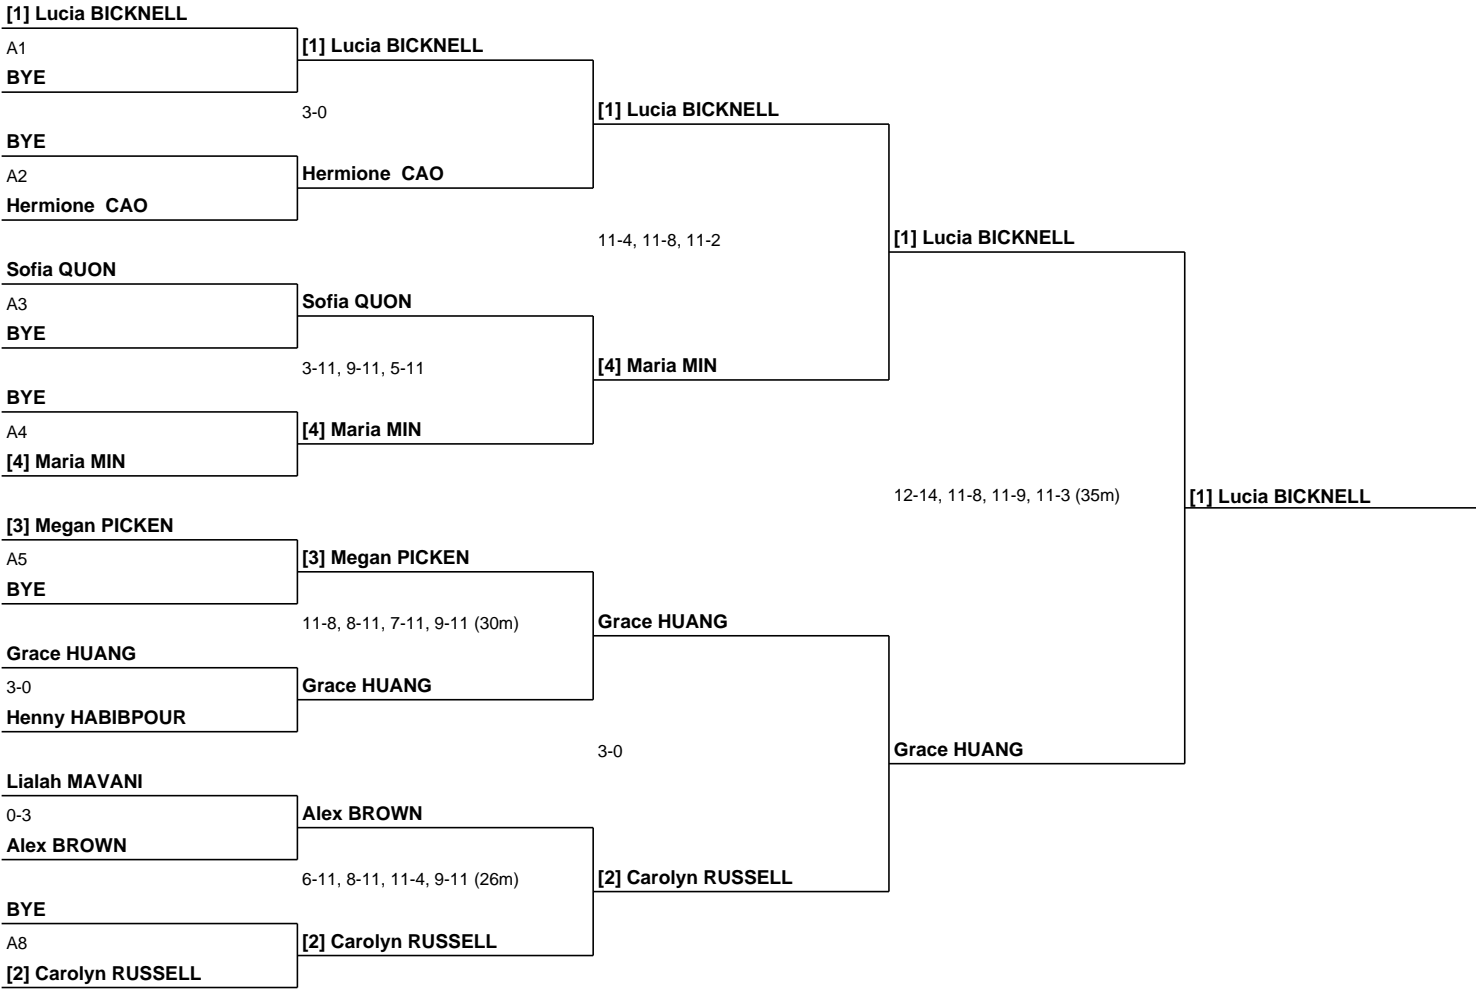 [1] Lucia BICKNELL
A1
BYE
BYE
A2
Hermione  CAO
Sofia QUON
A3
BYE
BYE
A4
[4] Maria MIN
[3] Megan PICKEN
A5
BYE
Grace HUANG
3-0
Henny HABIBPOUR
Lialah MAVANI
0-3
Alex BROWN
BYE
A8
[2] Carolyn RUSSELL
[1] Lucia BICKNELL
3-0
Hermione  CAO
Sofia QUON
3-11, 9-11, 5-11
[4] Maria MIN
[3] Megan PICKEN
11-8, 8-11, 7-11, 9-11 (30m)
Grace HUANG
Alex BROWN
6-11, 8-11, 11-4, 9-11 (26m)
[2] Carolyn RUSSELL
[1] Lucia BICKNELL
11-4, 11-8, 11-2
[4] Maria MIN
Grace HUANG
3-0
[2] Carolyn RUSSELL
[1] Lucia BICKNELL
12-14, 11-8, 11-9, 11-3 (35m)
Grace HUANG
[1] Lucia BICKNELL